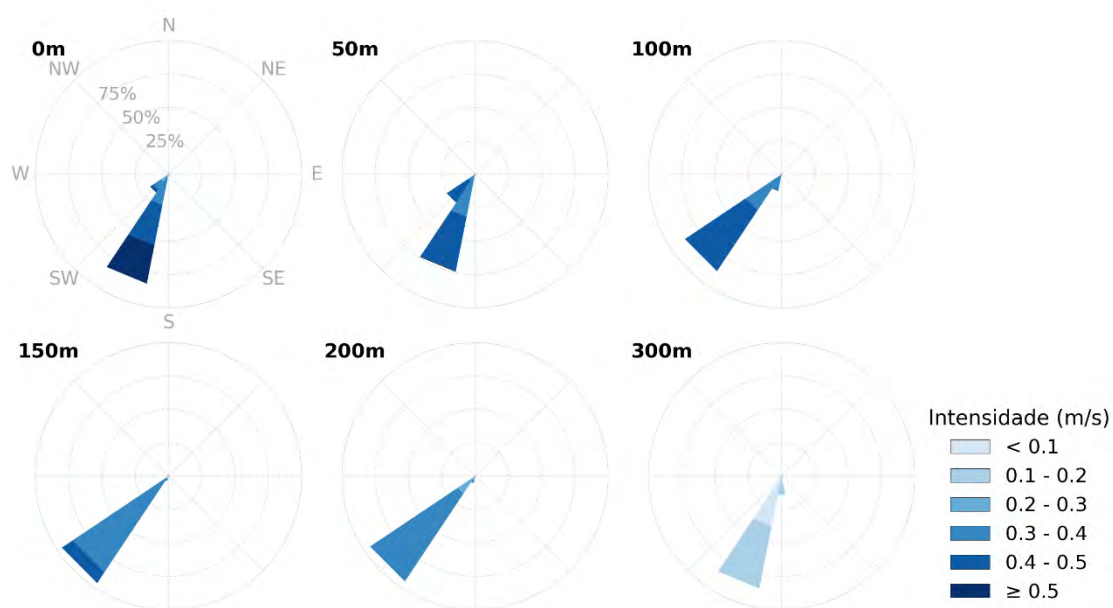 N
0m
50m
100m
NW
NE
75%
50%
25%
W
E
SW
SE
S
150m
200m
300m
Intensidade (m/s)
< 0.1
0.1 - 0.2
0.2 - 0.3
0.3 - 0.4
0.4 - 0.5
≥ 0.5